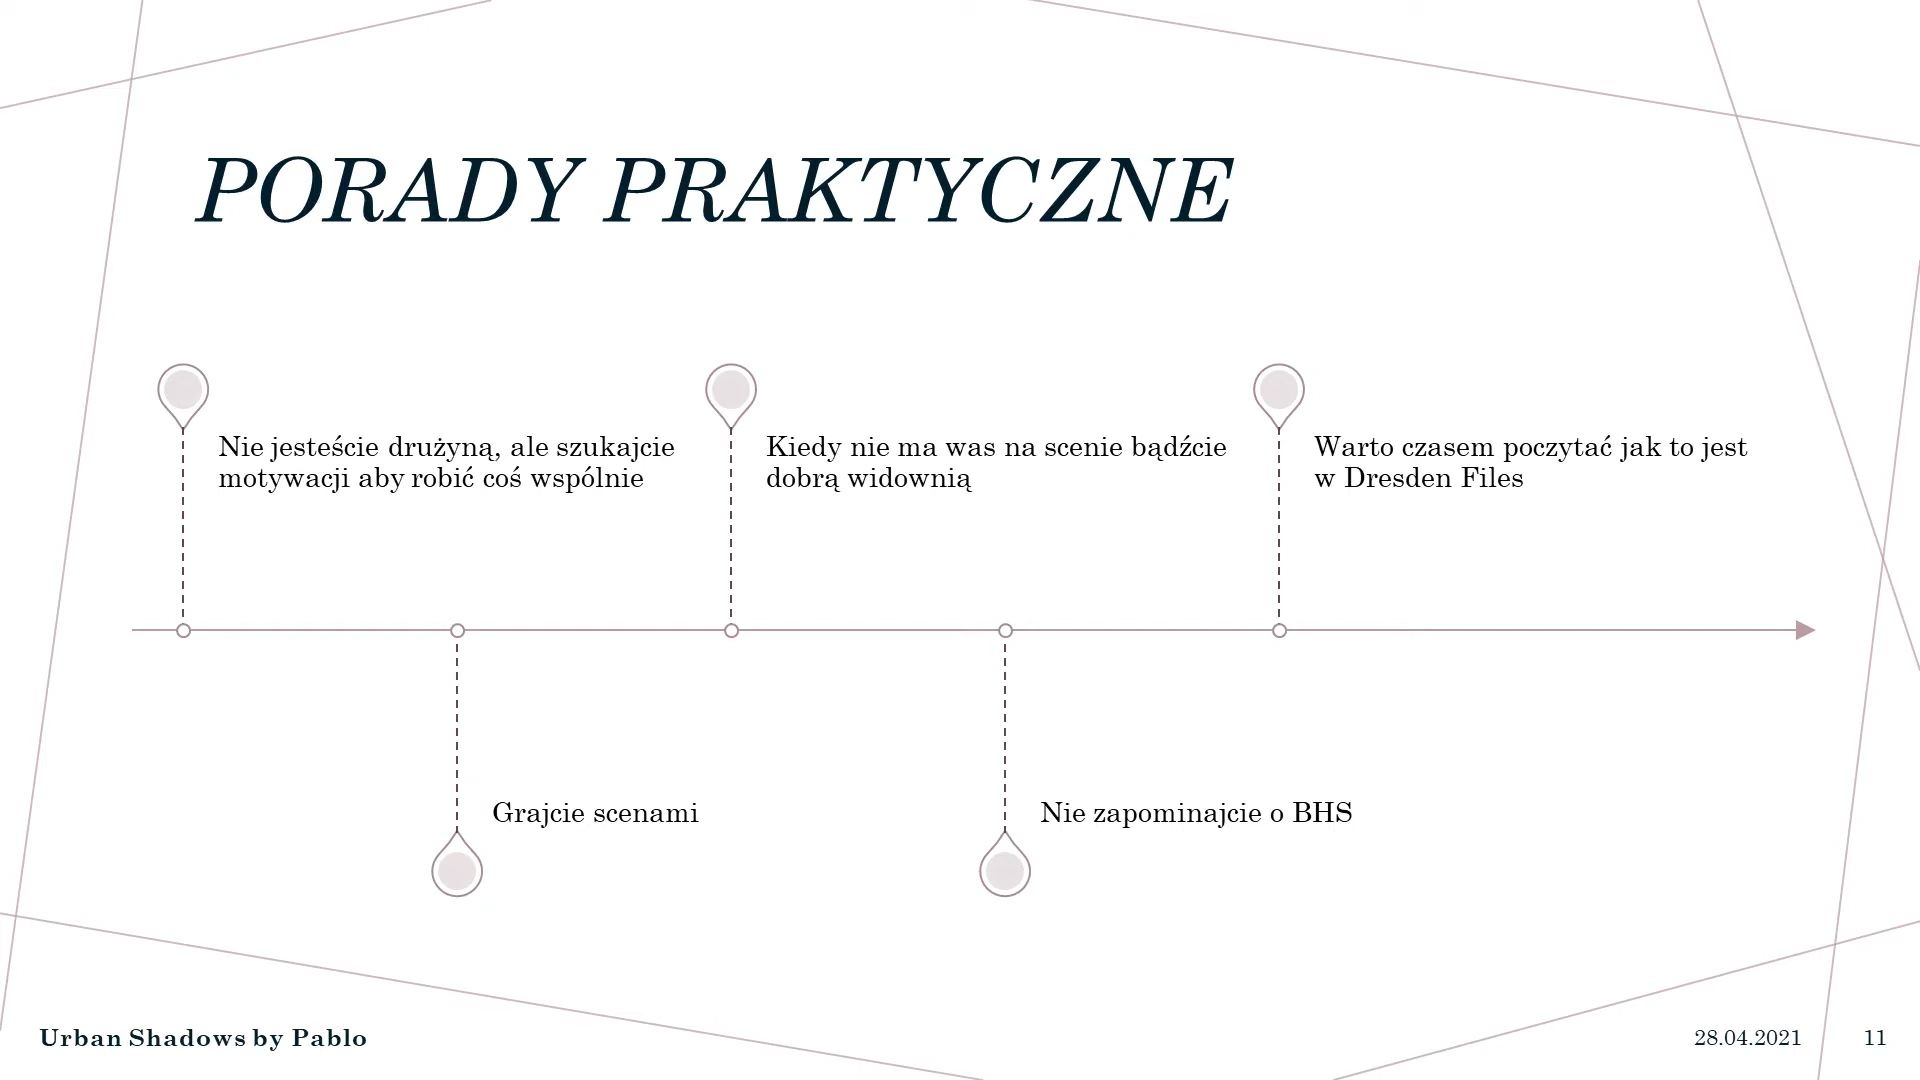 PORADY PRAKTYCZNE
Nie jesteście drużyną, ale szukajcie
motywacji aby robić coś wspólnie
Grajcie scenami
Kiedy nie ma was na scenie bądźcie
dobrą widownią
Nie zapominajcie o BHS
Warto czasem poczytać jak to jest
w Dresden Files
Urban Shadows by Pablo
28.04.2021
11